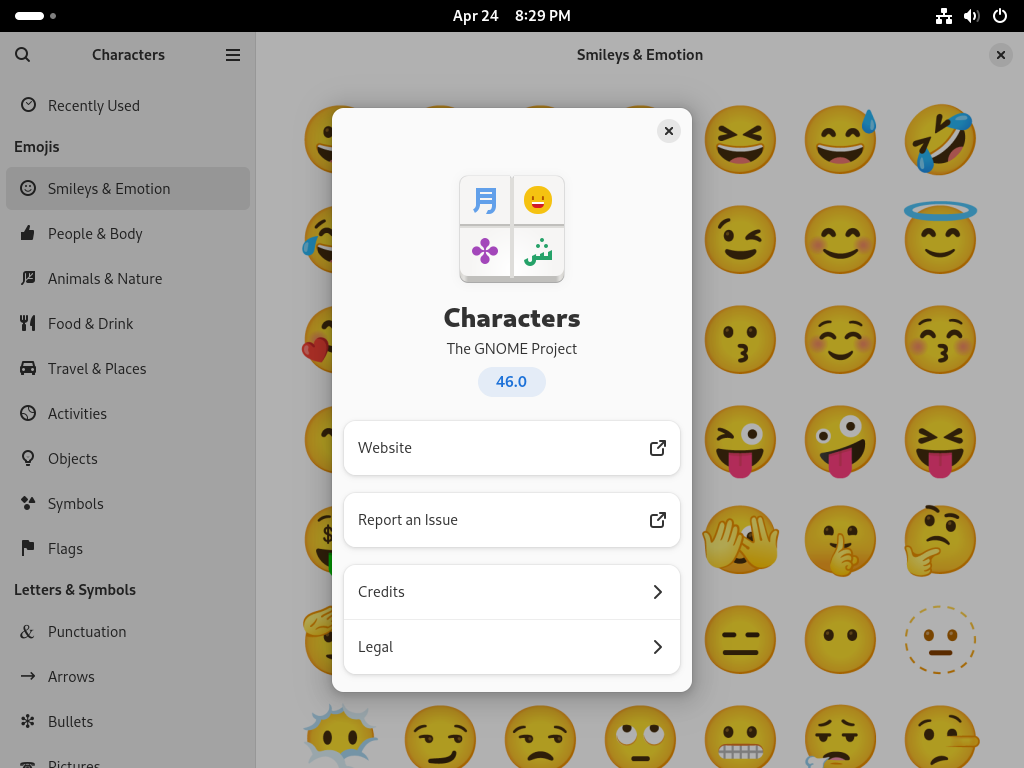 Apr 24 8:29 PM
Characters
Smileys & Emotion
Recently Used
Emojis
Smileys & Emotion
People & Body
Animals & Nature
Food & Drink
Travel & Places
Activities
Objects
Symbols
Flags
Letters & Symbols
& Punctuation
Arrows
Bullets
Pictures
月
ش
Characters
The GNOME Project
46.0
Website
Report an Issue
Credits
Legal
$